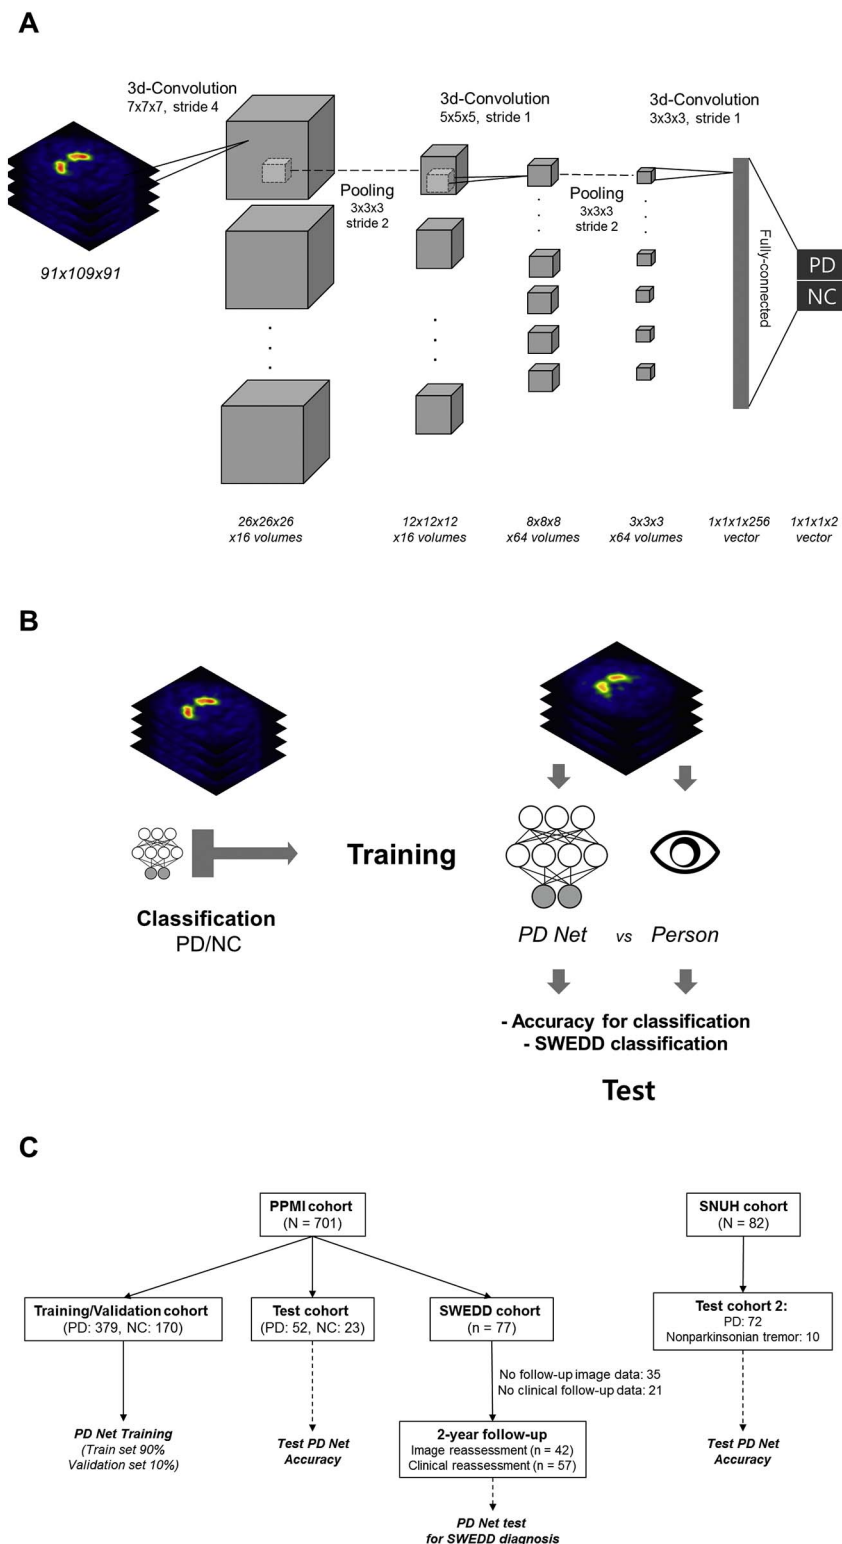 A
3d-Convolution
7x7x7, stride 4
3d-Convolution
5x5x5, stride 1
3d-Convolution
3x3x3, stride 1
Pooling
3x3x3
stride 2
Pooling
3x3x3
stride 2
91x109x91
Fully-connected
PD
NC
26x26x26
x16 volumes
12x12x12
x16 volumes
8x8x8
x64 volumes
3x3x3
x64 volumes
1x1x1x256
vector
1x1x1x2
vector
B
Training
Classification
PD/NC
PD Net vs Person
- Accuracy for classification
- SWEDD classification
Test
C
PPMI cohort
(N = 701)
SNUH cohort
(N = 82)
Training/Validation cohort
(PD: 379, NC: 170)
Test cohort
(PD: 52, NC: 23)
SWEDD cohort
(n = 77)
Test cohort 2:
PD: 72
Nonparkinsonian tremor: 10
No follow-up image data: 35
No clinical follow-up data: 21
PD Net Training
(Train set 90%
Validation set 10%)
Test PD Net
Accuracy
2-year follow-up
Image reassessment (n = 42)
Clinical reassessment (n = 57)
Test PD Net
Accuracy
PD Net test
for SWEDD diagnosis